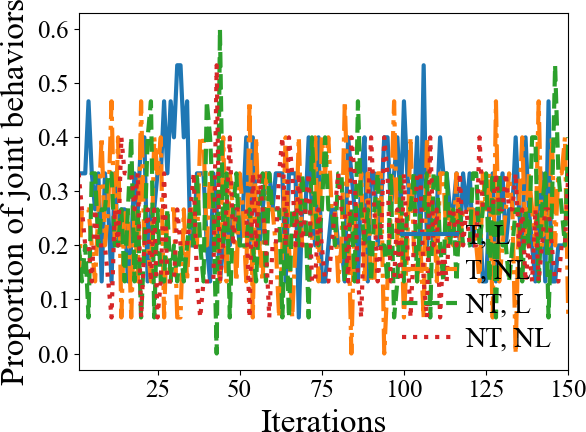 Proportion of joint behaviors
0.6
0.5
0.4
0.3
0.2
0.1
0.0
T, L
T, NL
NT, L
NT, NL
25
50
75
100
125
150
Iterations